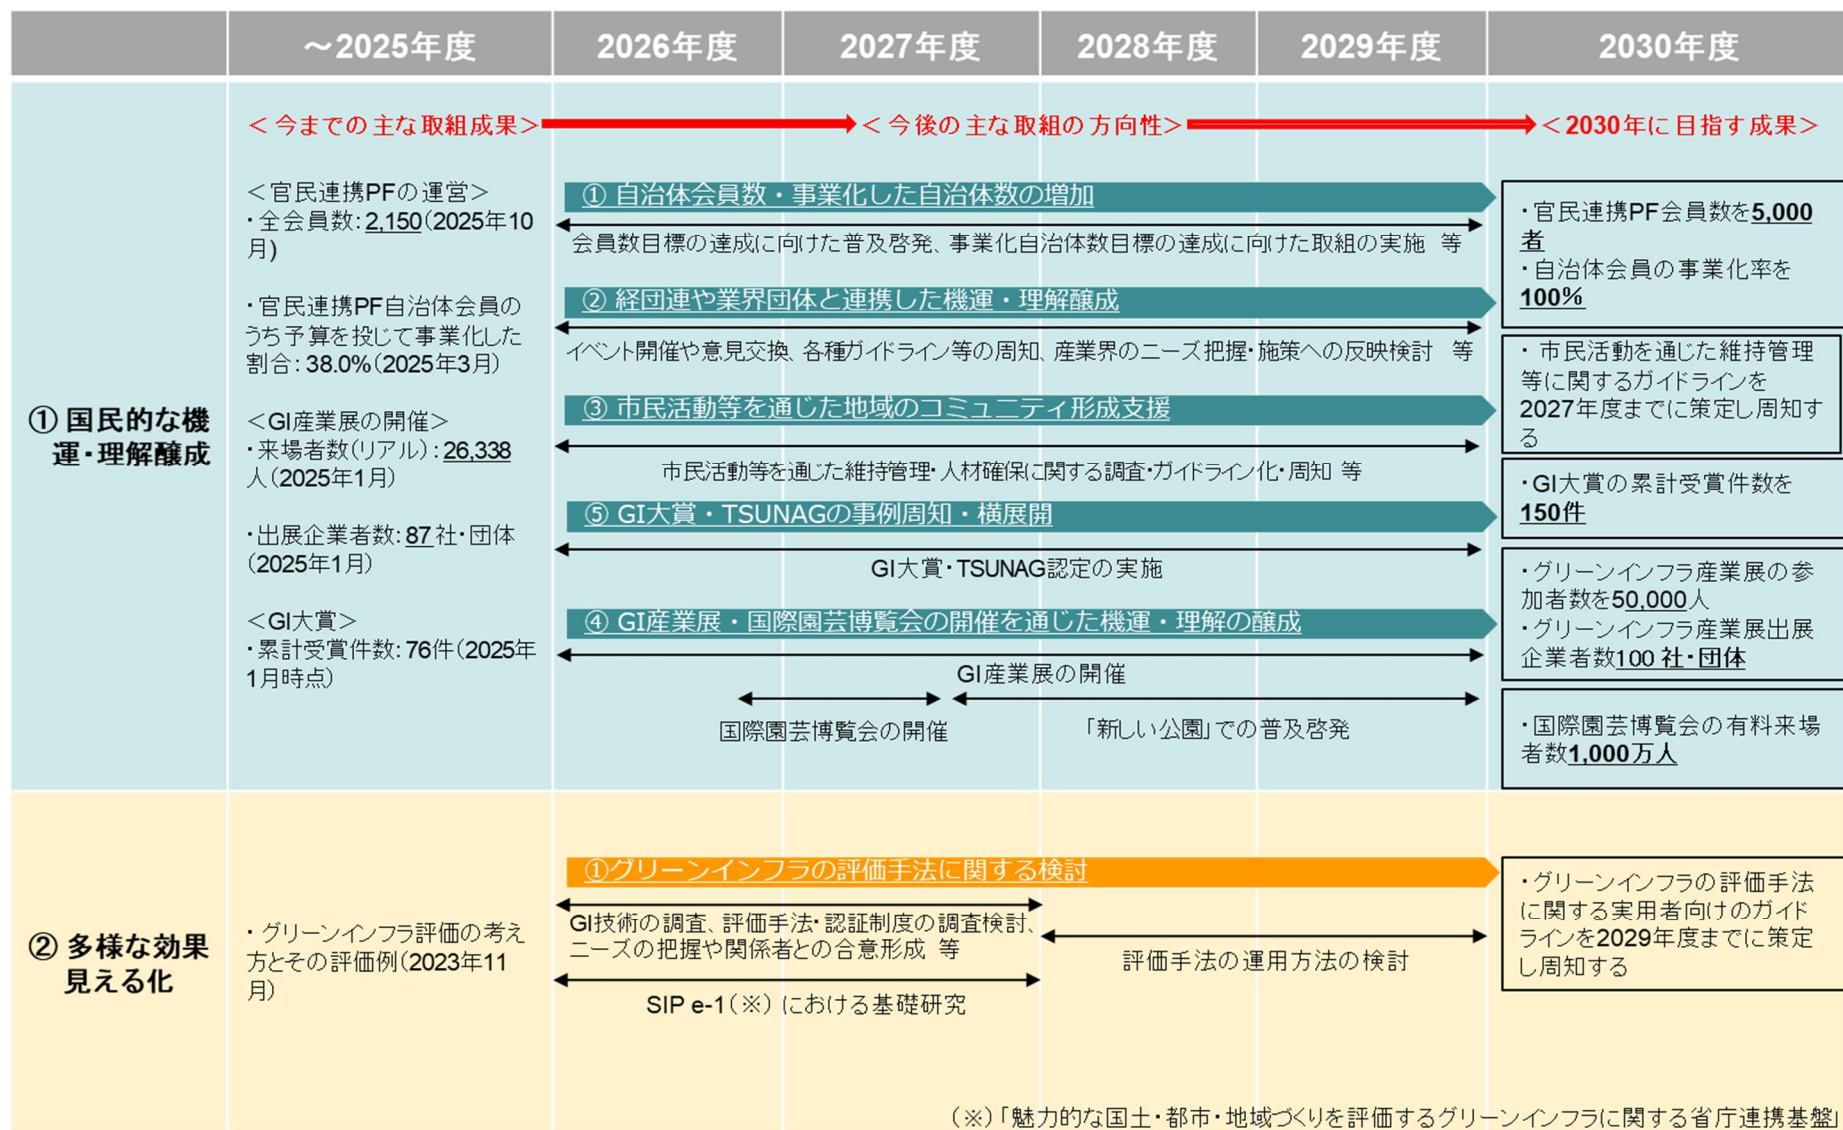 ～2025年度
2026年度
2027年度
2028年度
2029年度
2030年度
① 国民的な機
運・理解醸成
＜今までの主な取組成果＞
＜今後の主な取組の方向性＞
＜2030年に目指す成果＞
＜官民連携PFの運営＞
・全会員数：2,150（2025年10
月）
・官民連携PF自治体会員の
うち予算を投じて事業化した
割合：38.0%（2025年3月）
＜GI産業展の開催＞
・来場者数（リアル）：26,338
人（2025年1月）
・出展企業者数：87社・団体
（2025年1月）
＜GI大賞＞
・累計受賞件数：76件（2025年
1月時点）
① 自治体会員数・事業化した自治体数の増加
会員数目標の達成に向けた普及啓発、事業化自治体数目標の達成に向けた取組の実施 等
② 経団連や業界団体と連携した機運・理解醸成
イベント開催や意見交換、各種ガイドライン等の周知、産業界のニーズ把握・施策への反映検討 等
③ 市民活動等を通じた地域のコミュニティ形成支援
市民活動等を通じた維持管理・人材確保に関する調査・ガイドライン化・周知 等
⑤ GI大賞・TSUNAGの事例周知・横展開
GI大賞・TSUNAG認定の実施
④ GI産業展・国際園芸博覧会の開催を通じた機運・理解の醸成
GI産業展の開催
国際園芸博覧会の開催
「新しい公園」での普及啓発
・官民連携PF会員数を5,000
者
・自治体会員の事業化率を
100%
・市民活動を通じた維持管理
等に関するガイドラインを
2027年度までに策定し周知す
る
・GI大賞の累計受賞件数を
150件
・グリーンインフラ産業展の参
加者数を50,000人
・グリーンインフラ産業展出展
企業者数100 社・団体
・国際園芸博覧会の有料来場
者数1,000万人
② 多様な効果
見える化
・グリーンインフラ評価の考え
方とその評価例（2023年11
月）
①グリーンインフラの評価手法に関する検討
GI技術の調査、評価手法・認証制度の調査検討、
ニーズの把握や関係者との合意形成 等
評価手法の運用方法の検討
SIP e-1（※）における基礎研究
・グリーンインフラの評価手法
に関する実用者向けのガイド
ラインを2029年度までに策定
し周知する
（※）「魅力的な国土・都市・地域づくりを評価するグリーンインフラに関する省庁連携基盤」